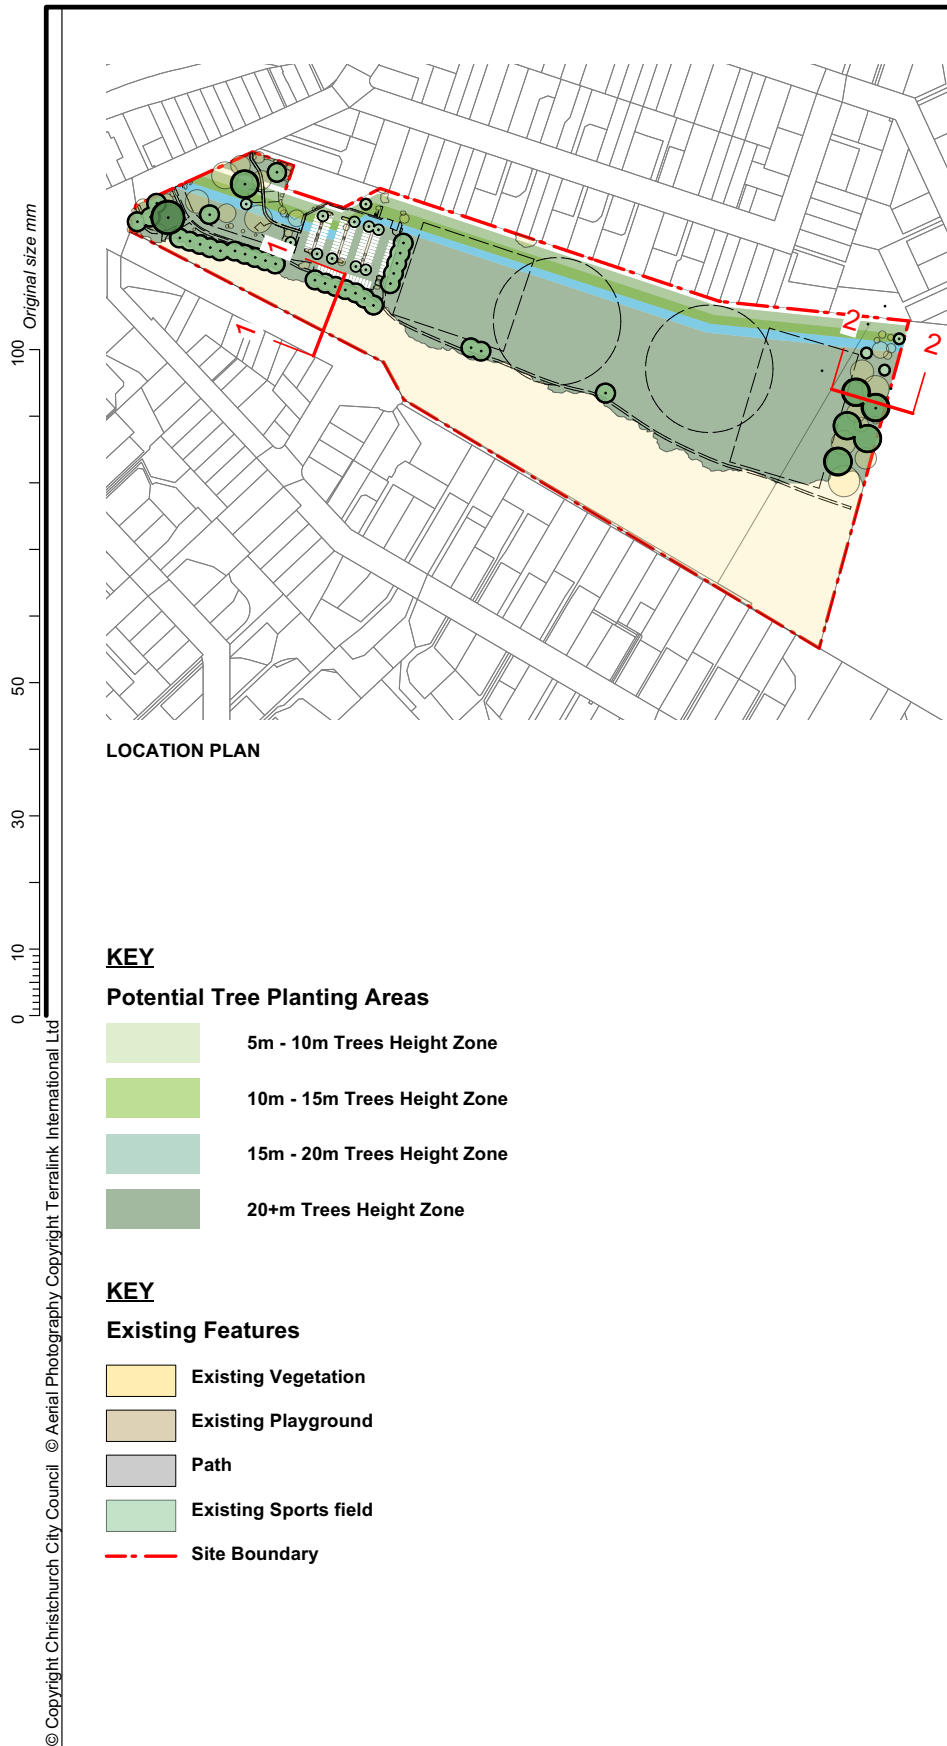 1
1
2
2
LOCATION PLAN
KEY
Potential Tree Planting Areas
5m - 10m Trees Height Zone
10m - 15m Trees Height Zone
15m - 20m Trees Height Zone
20+m Trees Height Zone
KEY
Existing Features
Existing Vegetation
Existing Playground
Path
Existing Sports field
Site Boundary
Original size mm
100
50
30
10
0
© Copyright Christchurch City Council © Aerial Photography Copyright Terralink International Ltd